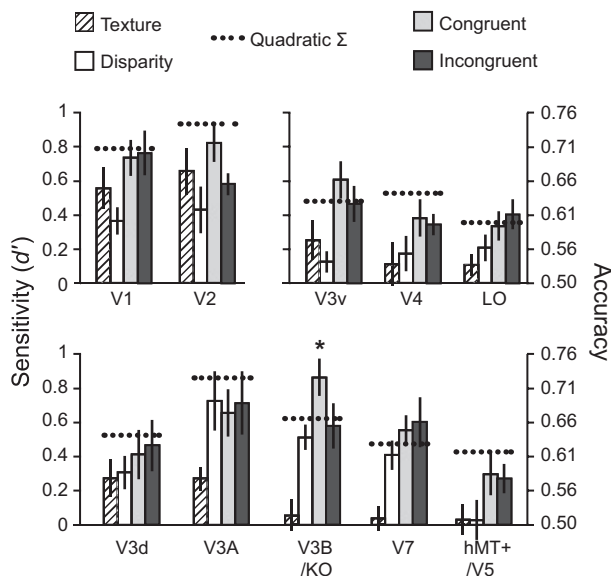 Texture
Disparity
Quadratic Σ
Congruent
Incongruent
Sensitivity (d′)
Accuracy
1
0.8
0.6
0.4
0.2
0
V1 V2
V3v V4 LO
0.76
0.71
0.66
0.61
0.56
0.50
1
0.8
0.6
0.4
0.2
0
*
V3d V3A V3B V7 hMT+
/KO /V5
0.76
0.71
0.66
0.61
0.56
0.50